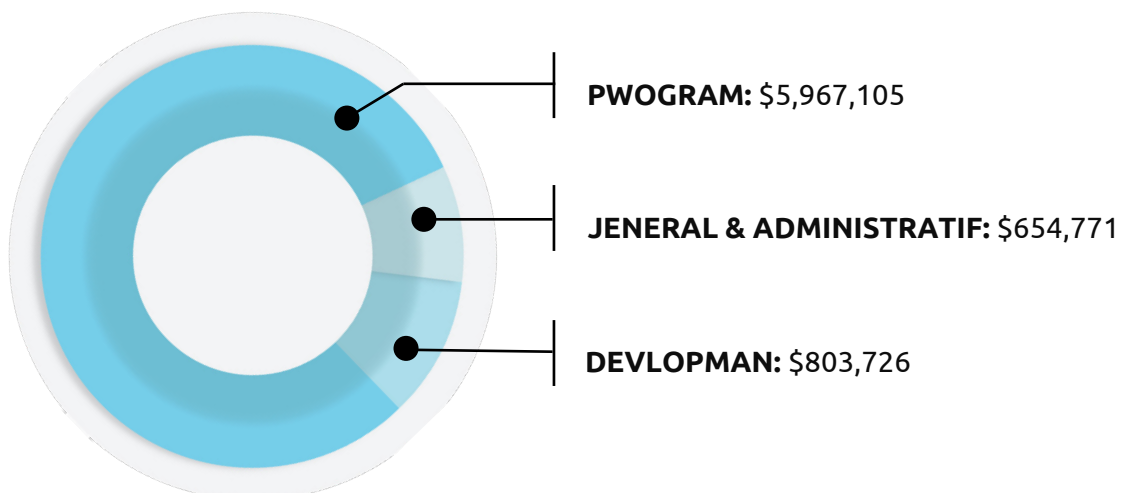 PWOGRAM: $5,967,105
JENERAL & ADMINISTRATIF: $654,771
DEVLOPMAN: $803,726